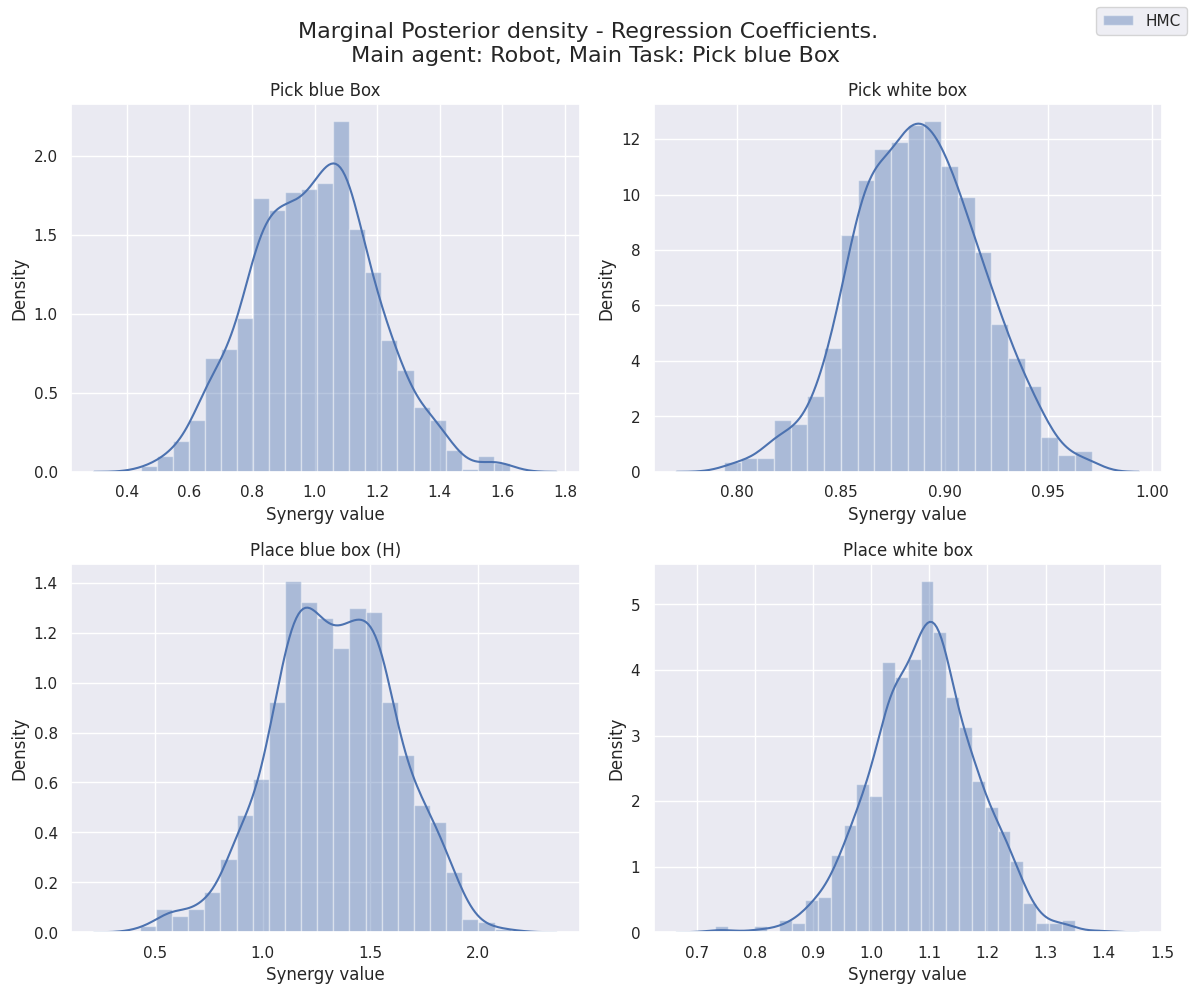 Marginal Posterior density - Regression Coefficients.
Main agent: Robot, Main Task: Pick blue Box
HMC
Pick blue Box
Density
2.0
1.5
1.0
0.5
0.0
0.4 0.6 0.8 1.0 1.2 1.4 1.6 1.8
Synergy value
Pick white box
Density
12
10
8
6
4
2
0
0.80 0.85 0.90 0.95 1.00
Synergy value
Place blue box (H)
Density
1.4
1.2
1.0
0.8
0.6
0.4
0.2
0.0
0.5 1.0 1.5 2.0
Synergy value
Place white box
Density
5
4
3
2
1
0
0.7 0.8 0.9 1.0 1.1 1.2 1.3 1.4 1.5
Synergy value